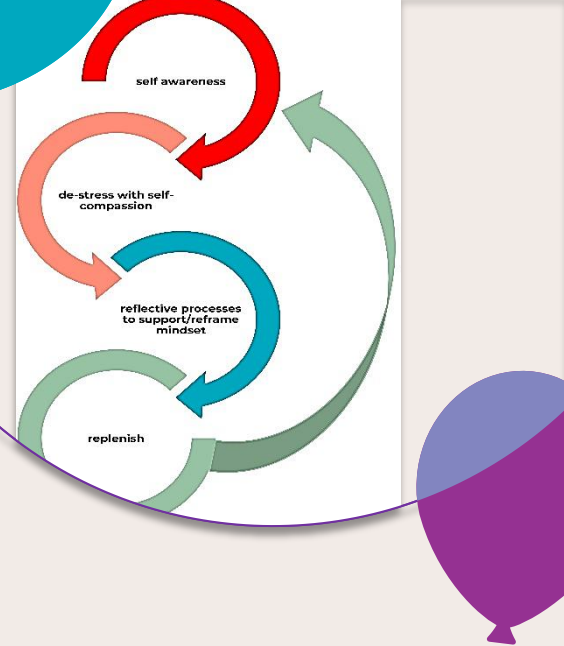 self awareness
de-stress with self-
compassion
reflective processes
to support/reframe
mindset
replenish